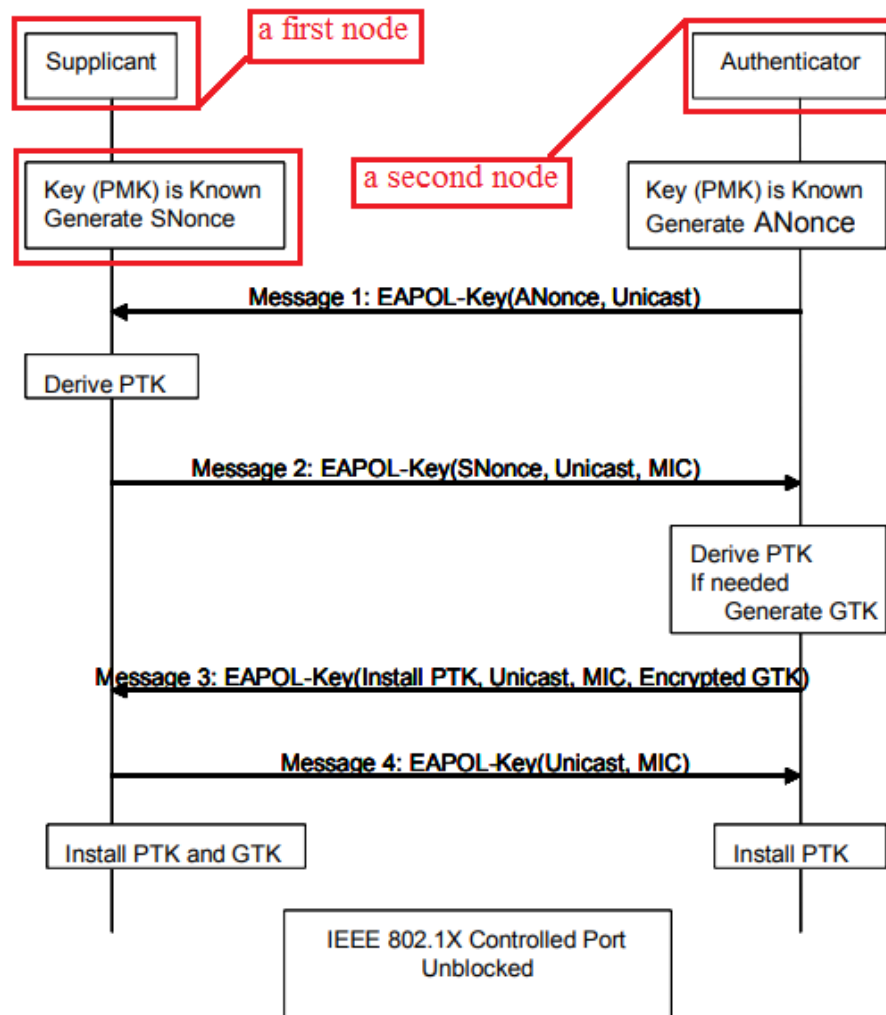 a first node
Supplicant
Authenticator
a second node
Key (PMK) is Known
Generate SNonce
Key (PMK) is Known
Generate ANonce
Message 1: EAPOL-Key(ANonce, Unicast)
Derive PTK
Message 2: EAPOL-Key(SNonce, Unicast, MIC)
Derive PTK
If needed
Generate GTK
Message 3: EAPOL-Key(Install PTK, Unicast, MIC, Encrypted GTK)
Message 4: EAPOL-Key(Unicast, MIC)
Install PTK and GTK
Install PTK
IEEE 802.1X Controlled Port
Unblocked